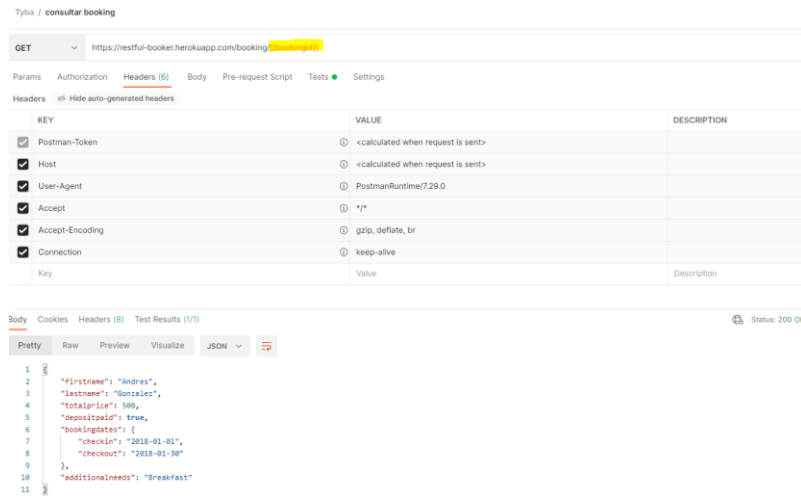 Tyba / consultar booking
GET https://restful-booker.herokuapp.com/booking/{{bookingid}}
Params Authorization Headers (6) Body Pre-request Script Tests Settings
Headers Hide auto-generated headers
KEY VALUE DESCRIPTION
Postman-Token <calculated when request is sent>
Host <calculated when request is sent>
User-Agent PostmanRuntime/7.29.0
Accept */*
Accept-Encoding gzip, deflate, br
Connection keep-alive
Key Value Description
Body Cookies Headers (8) Test Results (1/1) Status: 200 O
Pretty Raw Preview Visualize JSON
1 {
2 "firstname": "Andres",
3 "lastname": "Gonzalez",
4 "totalprice": 500,
5 "depositpaid": true,
6 "bookingdates": {
7 "checkin": "2018-01-01",
8 "checkout": "2018-01-30"
9 },
10 "additionalneeds": "Breakfast"
11 }